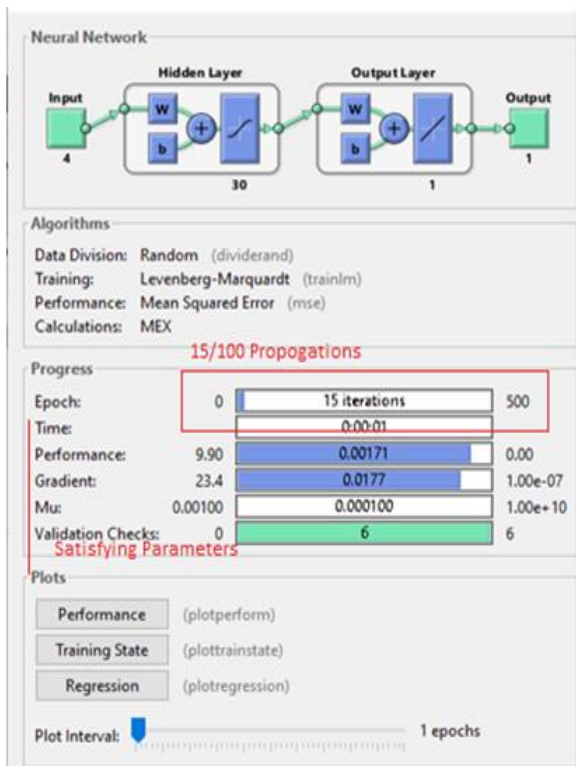 Neural Network
Hidden Layer Output Layer
Input Output
W W
b b
4 30 1 1
Algorithms
Data Division: Random (dividerand)
Training: Levenberg-Marquardt (trainlm)
Performance: Mean Squared Error (mse)
Calculations: MEX
15/100 Propogations
Progress
Epoch: 0 15 iterations 500
Time: 0:00:01
Performance: 9.90 0.00171 0.00
Gradient: 23.4 0.0177 1.00e-07
Mu: 0.00100 0.000100 1.00e+10
Validation Checks: 0 6 6
Satisfying Parameters
Plots
Performance (plotperform)
Training State (plottrainstate)
Regression (plotregression)
Plot Interval: 1 epochs